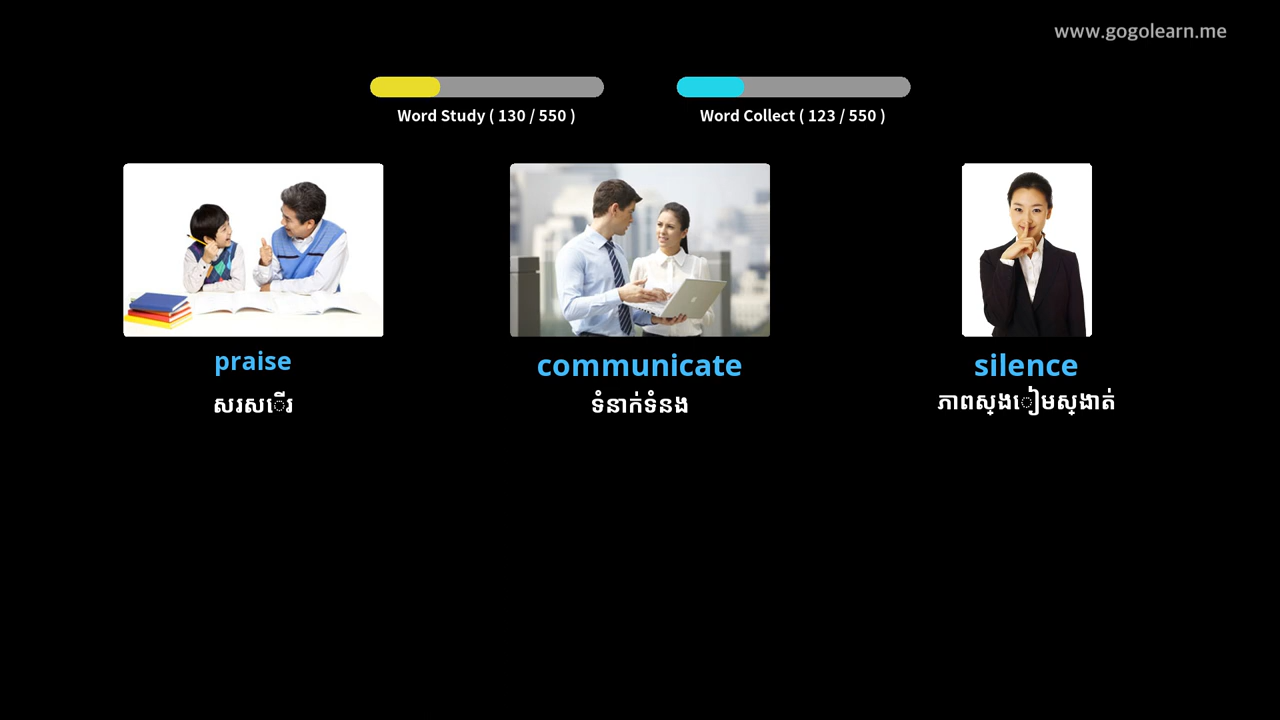 www.gogolearn.me
Word Study ( 130 / 550 )
Word Collect ( 123 / 550 )
praise
communicate
silence
សរសើរ
ទំនាក់ទំនង
ភាពស្ងៀមស្ងាត់